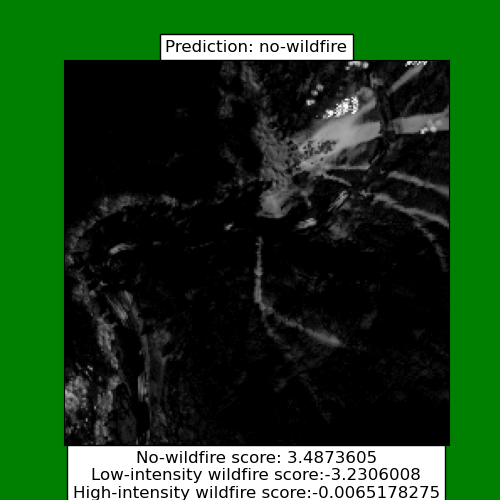 Prediction: no-wildfire
No-wildfire score: 3.4873605
Low-intensity wildfire score:-3.2306008
High-intensity wildfire score:-0.0065178275